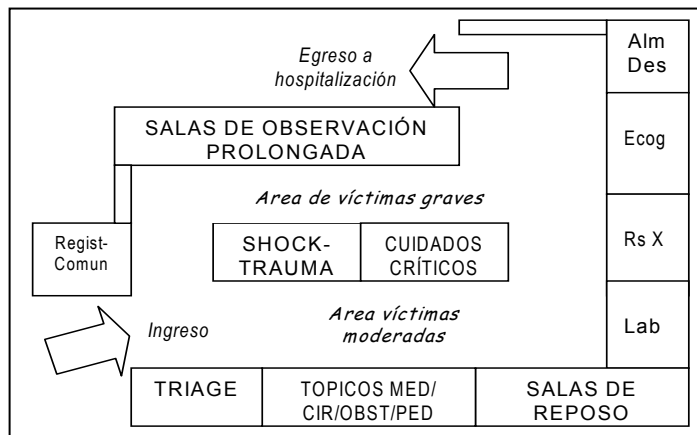 Alm
Des
Egreso a
hospitalización
SALAS DE OBSERVACIÓN
PROLONGADA
Ecog
Area de víctimas graves
Regist-
Comun
SHOCK-
TRAUMA
CUIDADOS
CRÍTICOS
Rs X
Ingreso
Area víctimas
moderadas
Lab
TRIAGE
TOPICOS MED/
CIR/OBST/PED
SALAS DE
REPOSO